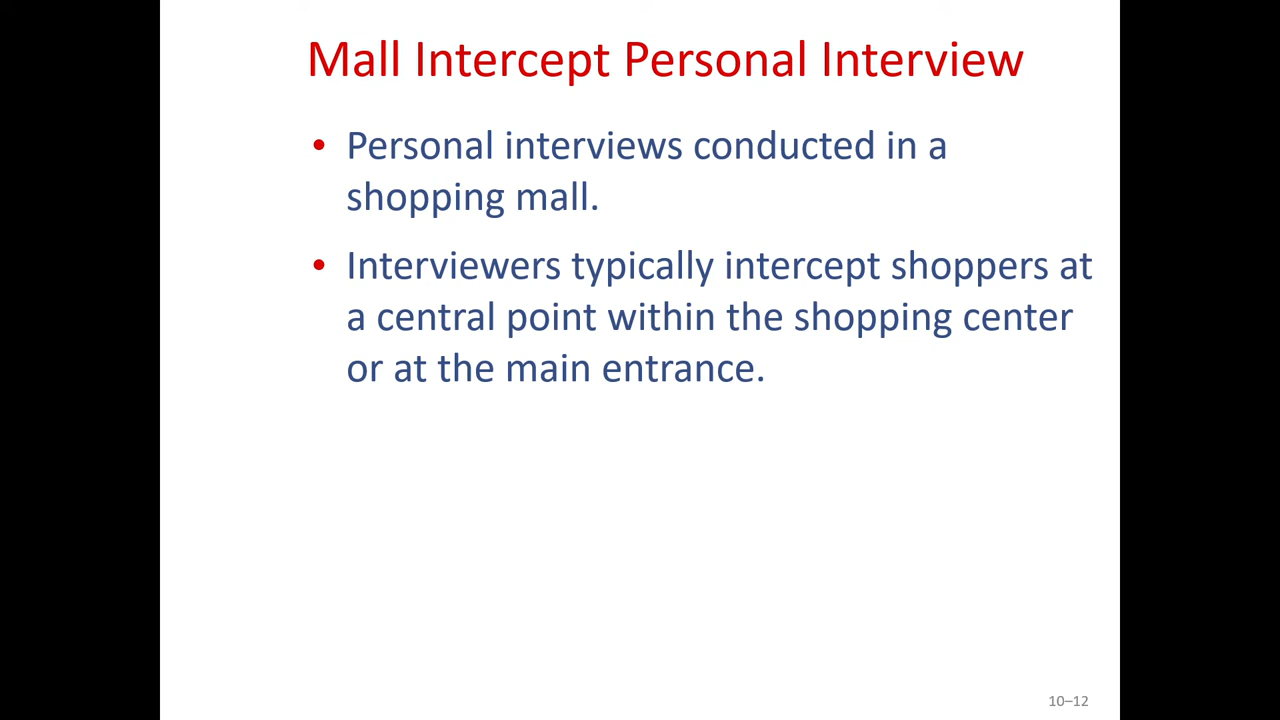 Mall Intercept Personal Interview
• Personal interviews conducted in a
shopping mall.
• Interviewers typically intercept shoppers at
a central point within the shopping center
or at the main entrance.
10–12